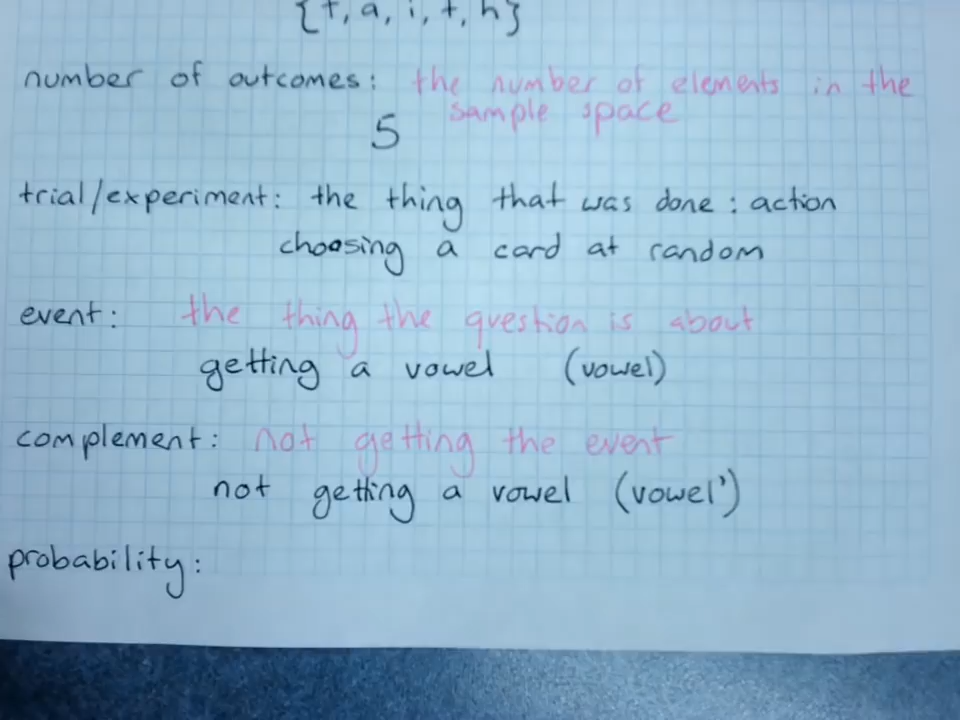 {f, a, i, t, h}
number of outcomes: the number of elements in the
sample space
5
trial/experiment: the thing that was done: action
choosing a card at random
event: the thing the question is about
getting a vowel (vowel)
complement: not getting the event
not getting a vowel (vowel')
probability: